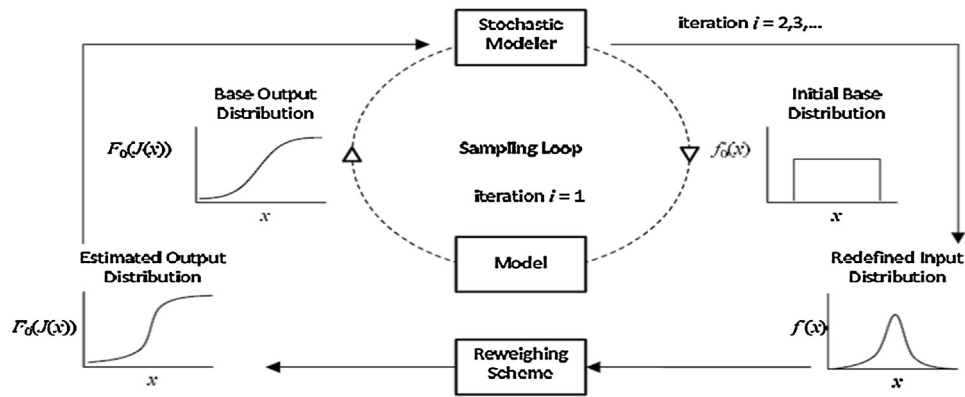 Stochastic
Modeler
iteration i = 2,3,...
Base Output
Distribution
Initial Base
Distribution
F₀(J(x))
Sampling Loop
f₀(x)
iteration i = 1
x
x
Model
Estimated Output
Distribution
Redefined Input
Distribution
F₀(J(x))
f(x)
Reweighing
Scheme
x
x